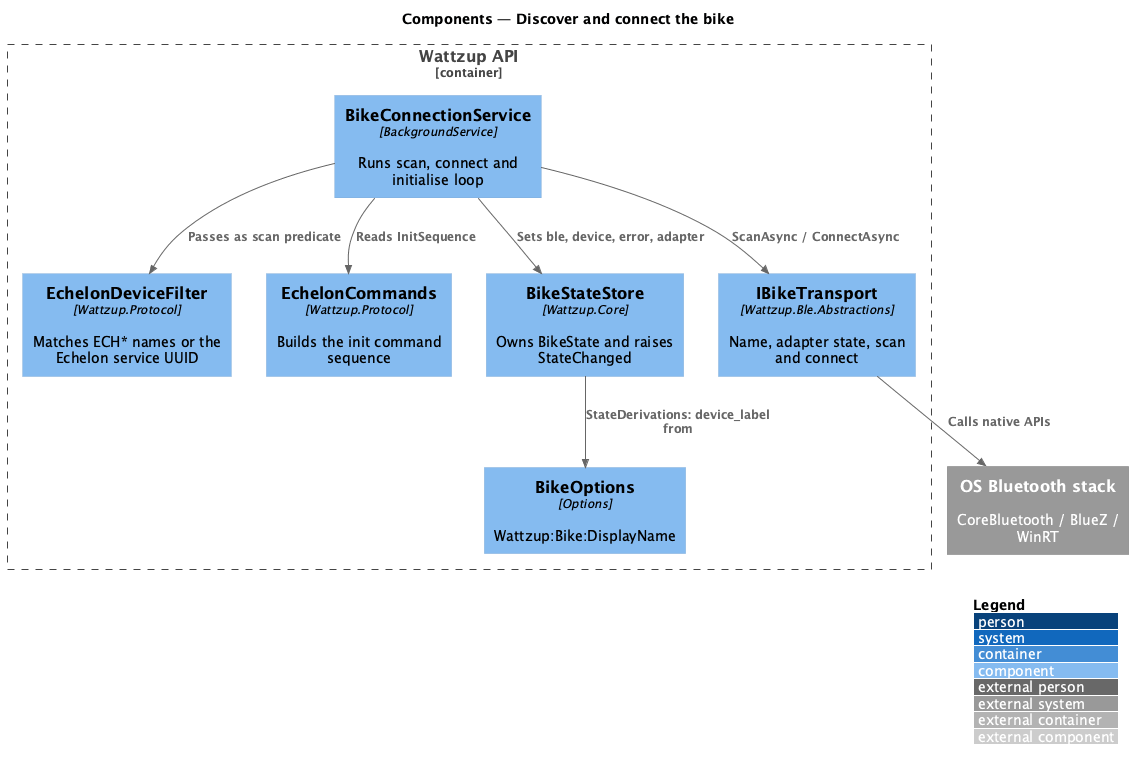 Components — Discover and connect the bike
Wattzup API
[container]
BikeConnectionService
[BackgroundService]
Runs scan, connect and
initialise loop
Passes as scan predicate
Reads InitSequence
Sets ble, device, error, adapter
ScanAsync / ConnectAsync
EchelonDeviceFilter
[Wattzup.Protocol]
Matches ECH* names or the
Echelon service UUID
EchelonCommands
[Wattzup.Protocol]
Builds the init command
sequence
BikeStateStore
[Wattzup.Core]
Owns BikeState and raises
StateChanged
IBikeTransport
[Wattzup.Ble.Abstractions]
Name, adapter state, scan
and connect
StateDerivations: device_label
from
Calls native APIs
BikeOptions
[Options]
Wattzup:Bike:DisplayName
OS Bluetooth stack
CoreBluetooth / BlueZ /
WinRT
Legend
person
system
container
component
external person
external system
external container
external component